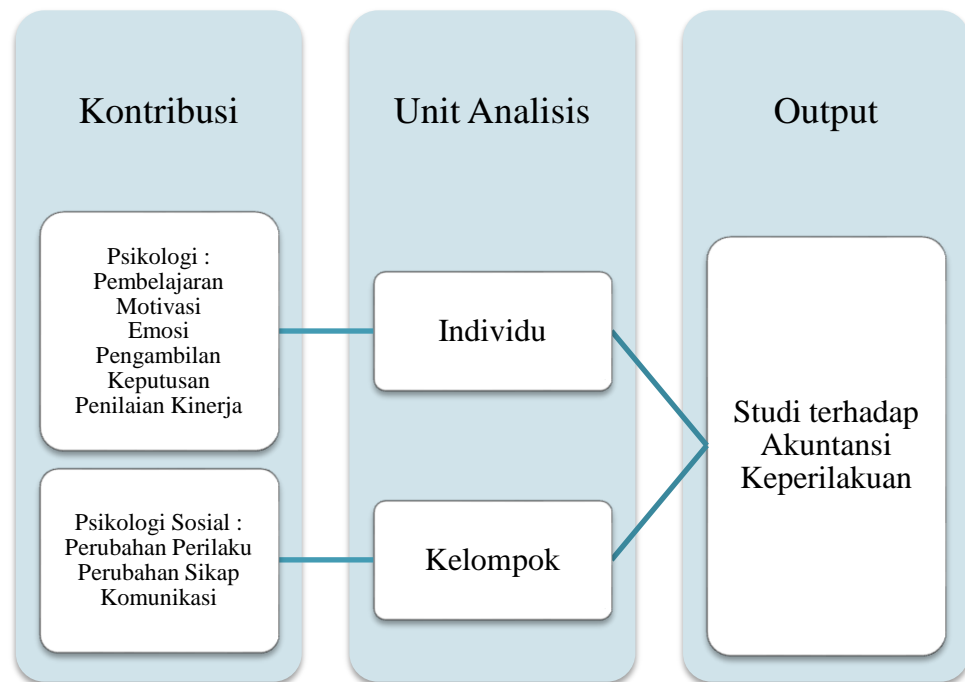 Kontribusi
Psikologi :
Pembelajaran
Motivasi
Emosi
Pengambilan
Keputusan
Penilaian Kinerja
Psikologi Sosial :
Perubahan Perilaku
Perubahan Sikap
Komunikasi
Unit Analisis
Individu
Kelompok
Output
Studi terhadap
Akuntansi
Keperilakuan